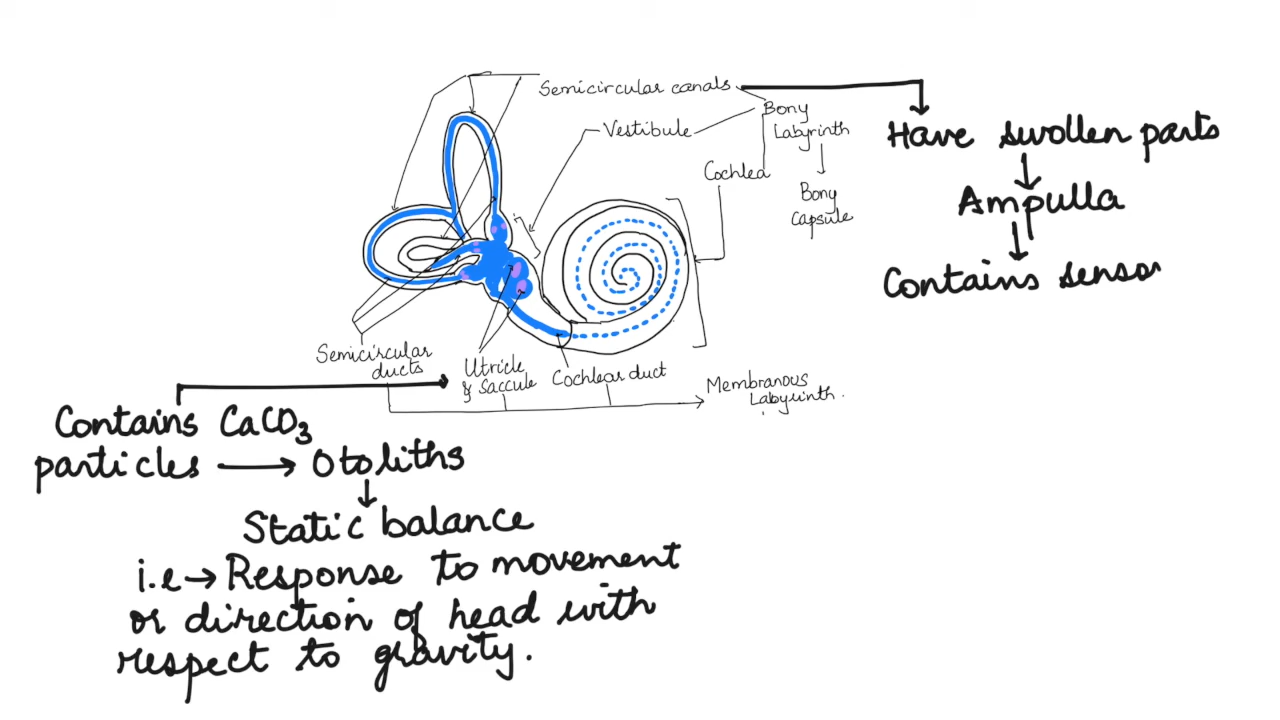 Semicircular canals
Vestibule
Bony
Labyrinth
Cochlea
Bony
Capsule
Have swollen parts
Ampulla
Contains senso
Semicircular
ducts
Utricle
& Saccule
Cochlear duct
Membranous
Labyrinth.
Contains CaCO3
particles → Otoliths
Static balance
i.e → Response to movement
or direction of head with
respect to gravity.